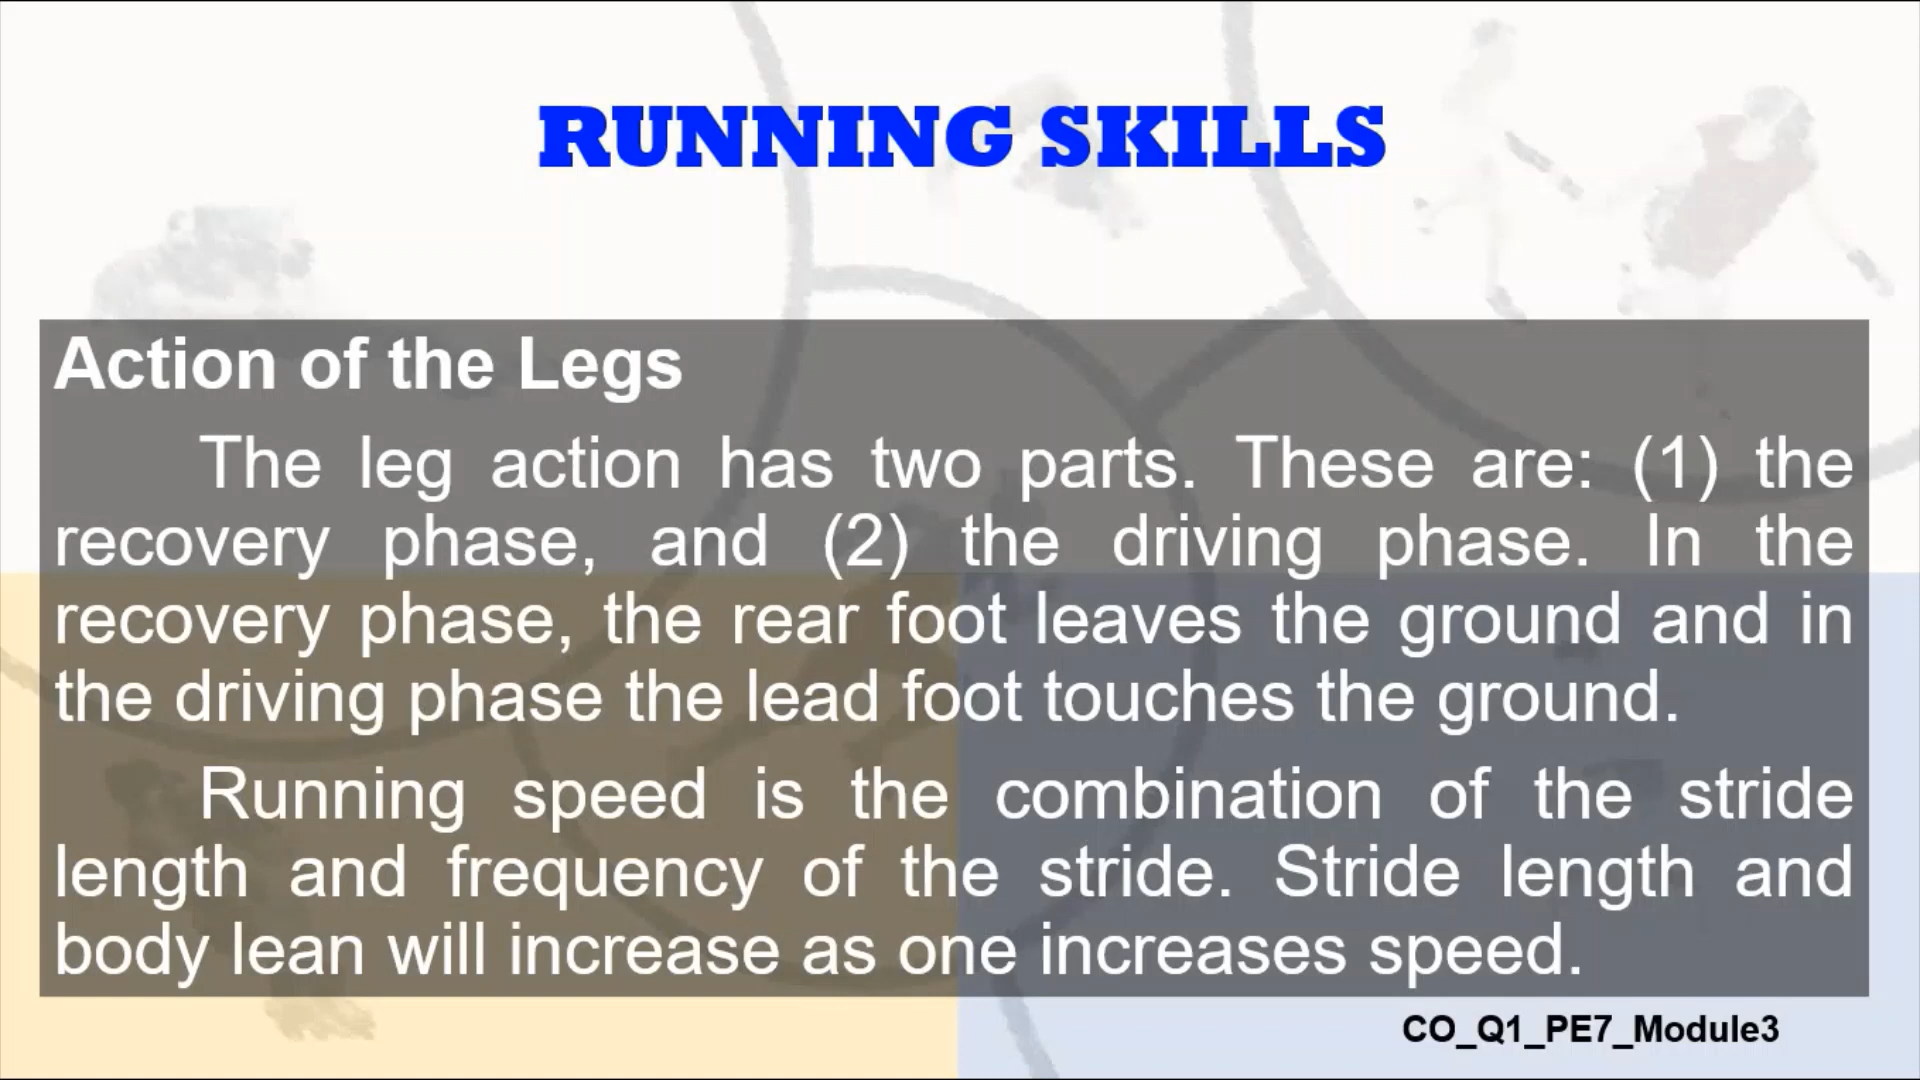 RUNNING SKILLS
Action of the Legs
The leg action has two parts. These are: (1) the
recovery phase, and (2) the driving phase. In the
recovery phase, the rear foot leaves the ground and in
the driving phase the lead foot touches the ground.
Running speed is the combination of the stride
length and frequency of the stride. Stride length and
body lean will increase as one increases speed.
CO_Q1_PE7_Module3